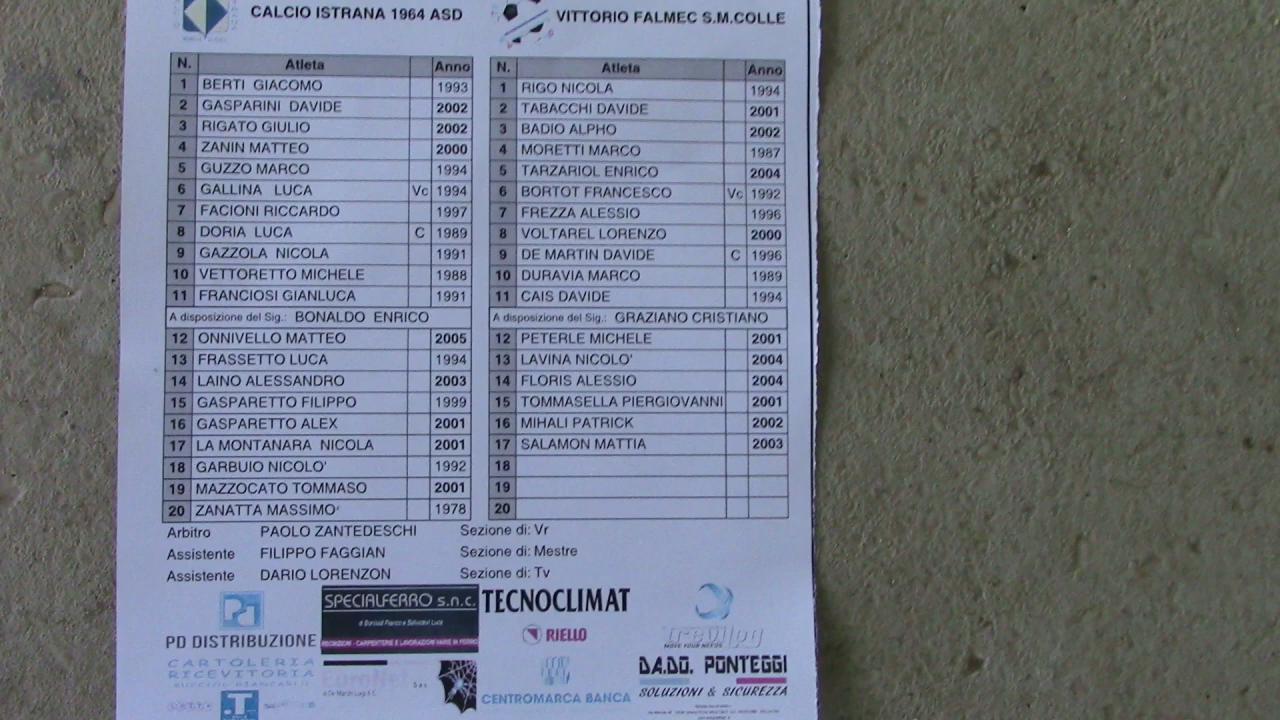 CALCIO ISTRANA 1964 ASD
VITTORIO FALMEC S.M.COLLE
N. Atleta Anno
1 BERTI GIACOMO 1993
2 GASPARINI DAVIDE 2002
3 RIGATO GIULIO 2002
4 ZANIN MATTEO 2000
5 GUZZO MARCO 1994
6 GALLINA LUCA Vc 1994
7 FACIONI RICCARDO 1997
8 DORIA LUCA C 1989
9 GAZZOLA NICOLA 1991
10 VETTORETTO MICHELE 1988
11 FRANCIOSI GIANLUCA 1991
A disposizione del Sig.: BONALDO ENRICO
12 ONNIVELLO MATTEO 2005
13 FRASSETTO LUCA 1994
14 LAINO ALESSANDRO 2003
15 GASPARETTO FILIPPO 1999
16 GASPARETTO ALEX 2001
17 LA MONTANARA NICOLA 2001
18 GARBUIO NICOLO' 1992
19 MAZZOCATO TOMMASO 2001
20 ZANATTA MASSIMO' 1978
N. Atleta Anno
1 RIGO NICOLA 1994
2 TABACCHI DAVIDE 2001
3 BADIO ALPHO 2002
4 MORETTI MARCO 1987
5 TARZARIOL ENRICO 2004
6 BORTOT FRANCESCO Vc 1992
7 FREZZA ALESSIO 1996
8 VOLTAREL LORENZO 2000
9 DE MARTIN DAVIDE C 1996
10 DURAVIA MARCO 1989
11 CAIS DAVIDE 1994
A disposizione del Sig.: GRAZIANO CRISTIANO
12 PETERLE MICHELE 2001
13 LAVINA NICOLO' 2004
14 FLORIS ALESSIO 2004
15 TOMMASELLA PIERGIOVANNI 2001
16 MIHALI PATRICK 2002
17 SALAMON MATTIA 2003
18
19
20
Arbitro PAOLO ZANTEDESCHI Sezione di: Vr
Assistente FILIPPO FAGGIAN Sezione di: Mestre
Assistente DARIO LORENZON Sezione di: Tv
PD DISTRIBUZIONE
SPECIALFERRO s.n.c.
TECNOCLIMAT
RIELLO
Trevilog
MOVE YOUR NEEDS
CARTOLERIA
RICEVITORIA
EuroNet
CENTROMARCA BANCA
DA.DO. PONTEGGI
SOLUZIONI & SICUREZZA
T